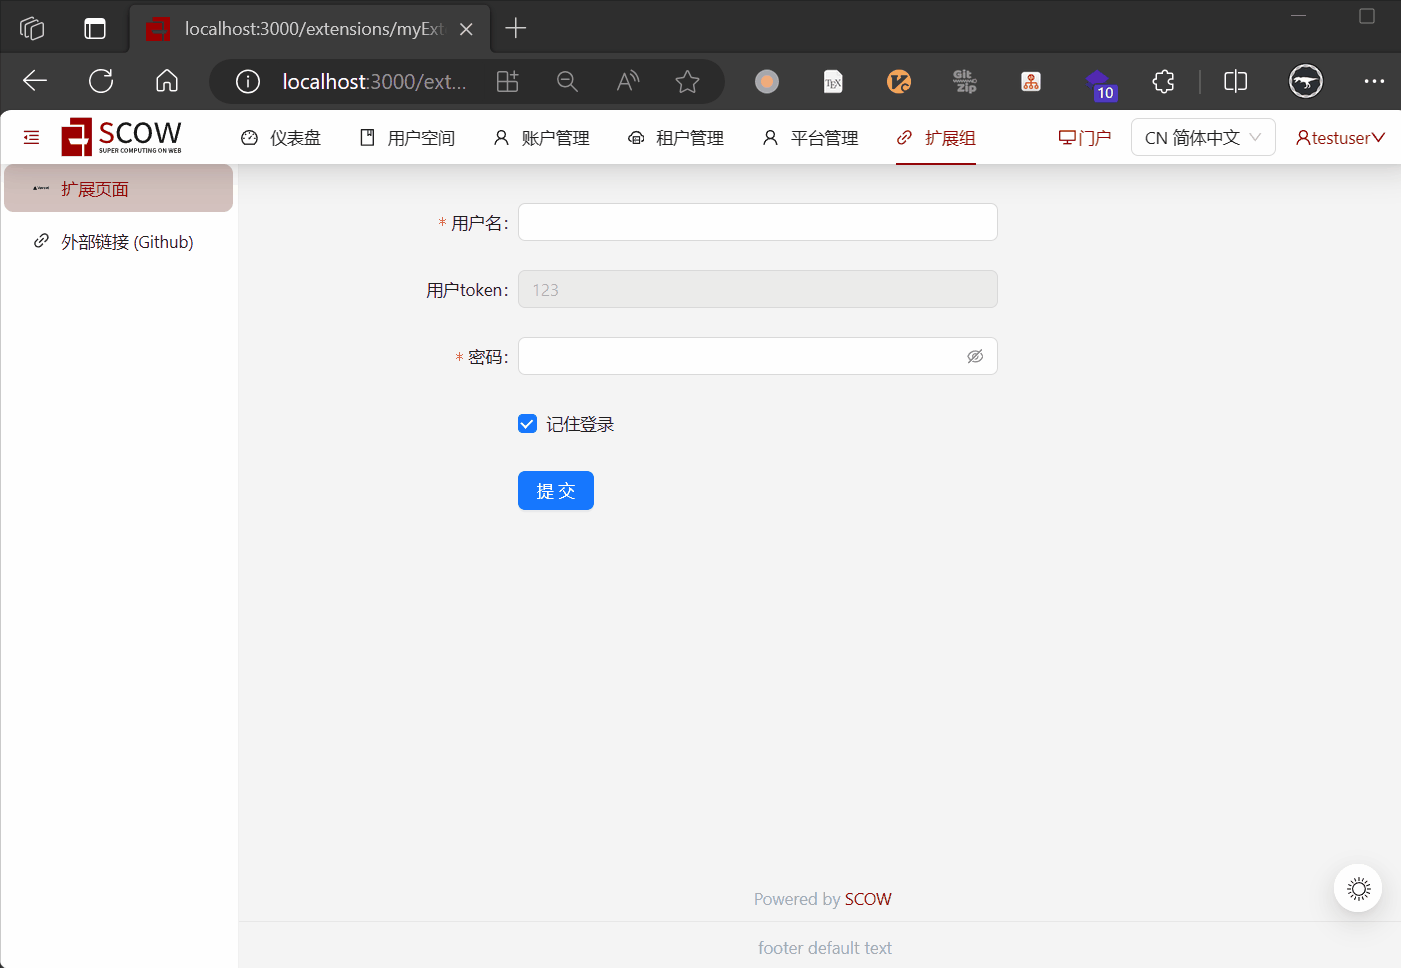 localhost:3000/extensions/myExt
localhost:3000/ext...
TEX
Git
Zip
10
SCOW
SUPER COMPUTING ON WEB
仪表盘
用户空间
账户管理
租户管理
平台管理
扩展组
门户
CN 简体中文
testuser
扩展页面
外部链接 (Github)
* 用户名:
用户token:
123
* 密码:
记住登录
提 交
Powered by SCOW
footer default text